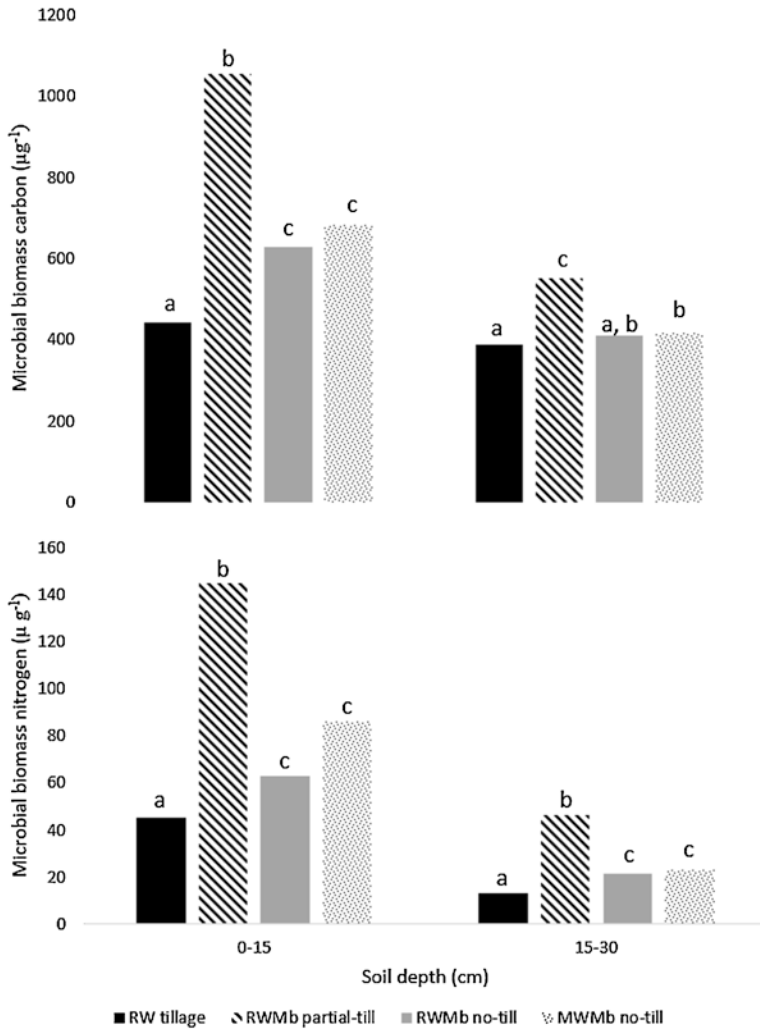 1200
1000
800
600
400
200
0
Microbial biomass carbon (µg-1)
a
b
c
c
a
c
a, b
b
160
140
120
100
80
60
40
20
0
Microbial biomass nitrogen (µ g-1)
a
b
c
c
a
b
c
c
0-15
15-30
Soil depth (cm)
RW tillage RWMb partial-till RWMb no-till MWMb no-till